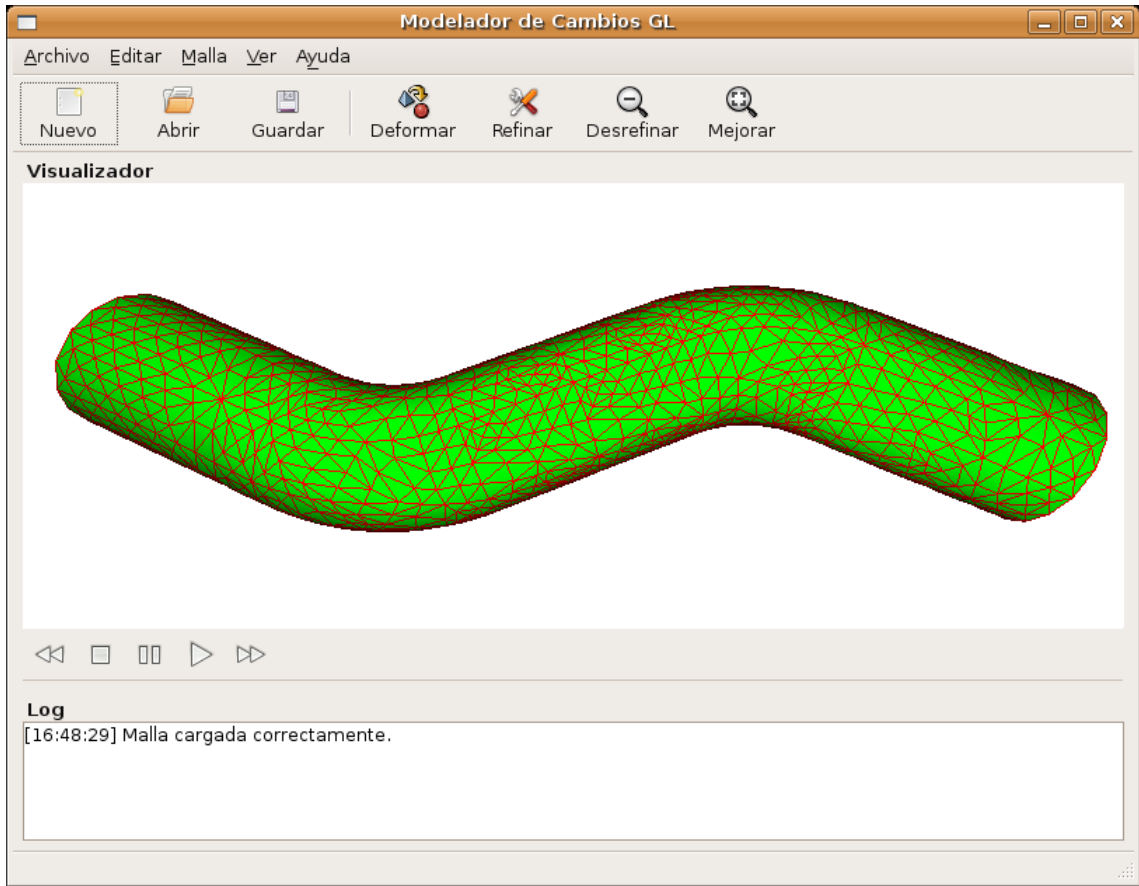 Modelador de Cambios GL
Archivo Editar Malla Ver Ayuda
Nuevo Abrir Guardar Deformar Refinar Desrefinar Mejorar
Visualizador
Log
[16:48:29] Malla cargada correctamente.